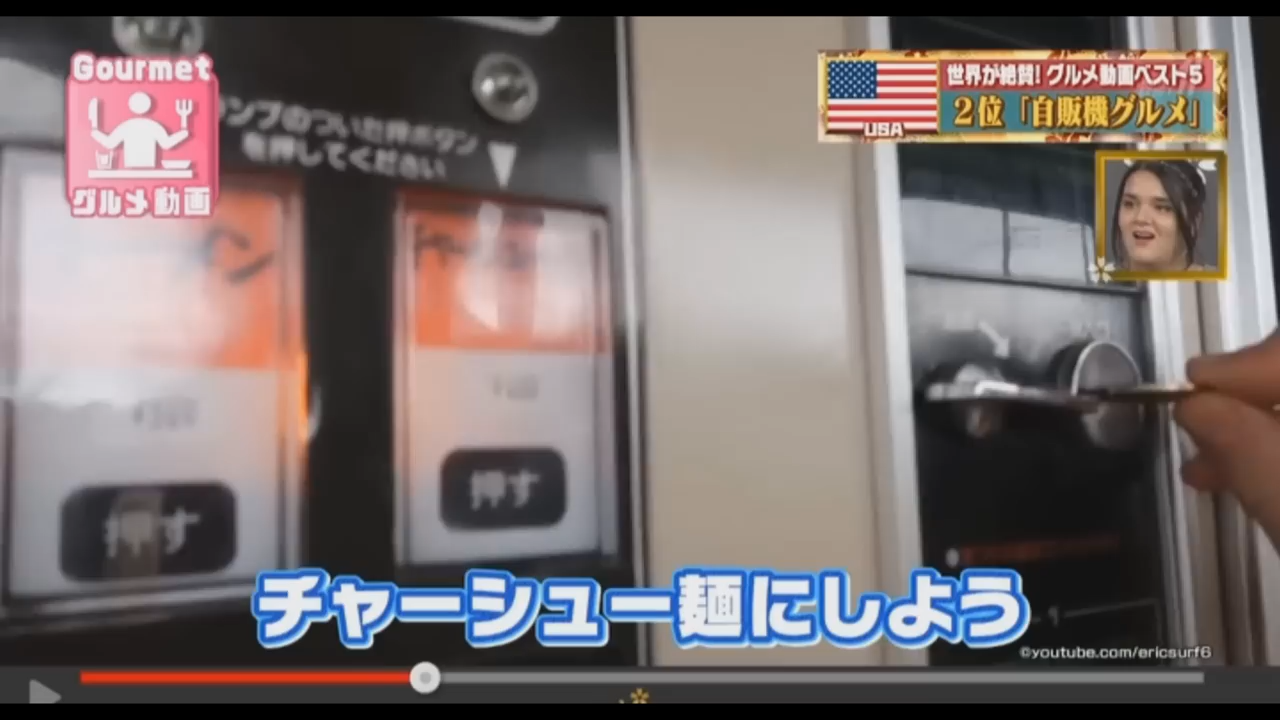 Gourmet
グルメ動画
世界が絶賛!グルメ動画ベスト5
USA
2位「自販機グルメ」
ランプのついた押ボタン
を押してください
押す
押す
チャーシュー麺にしよう
©youtube.com/ericsurf6